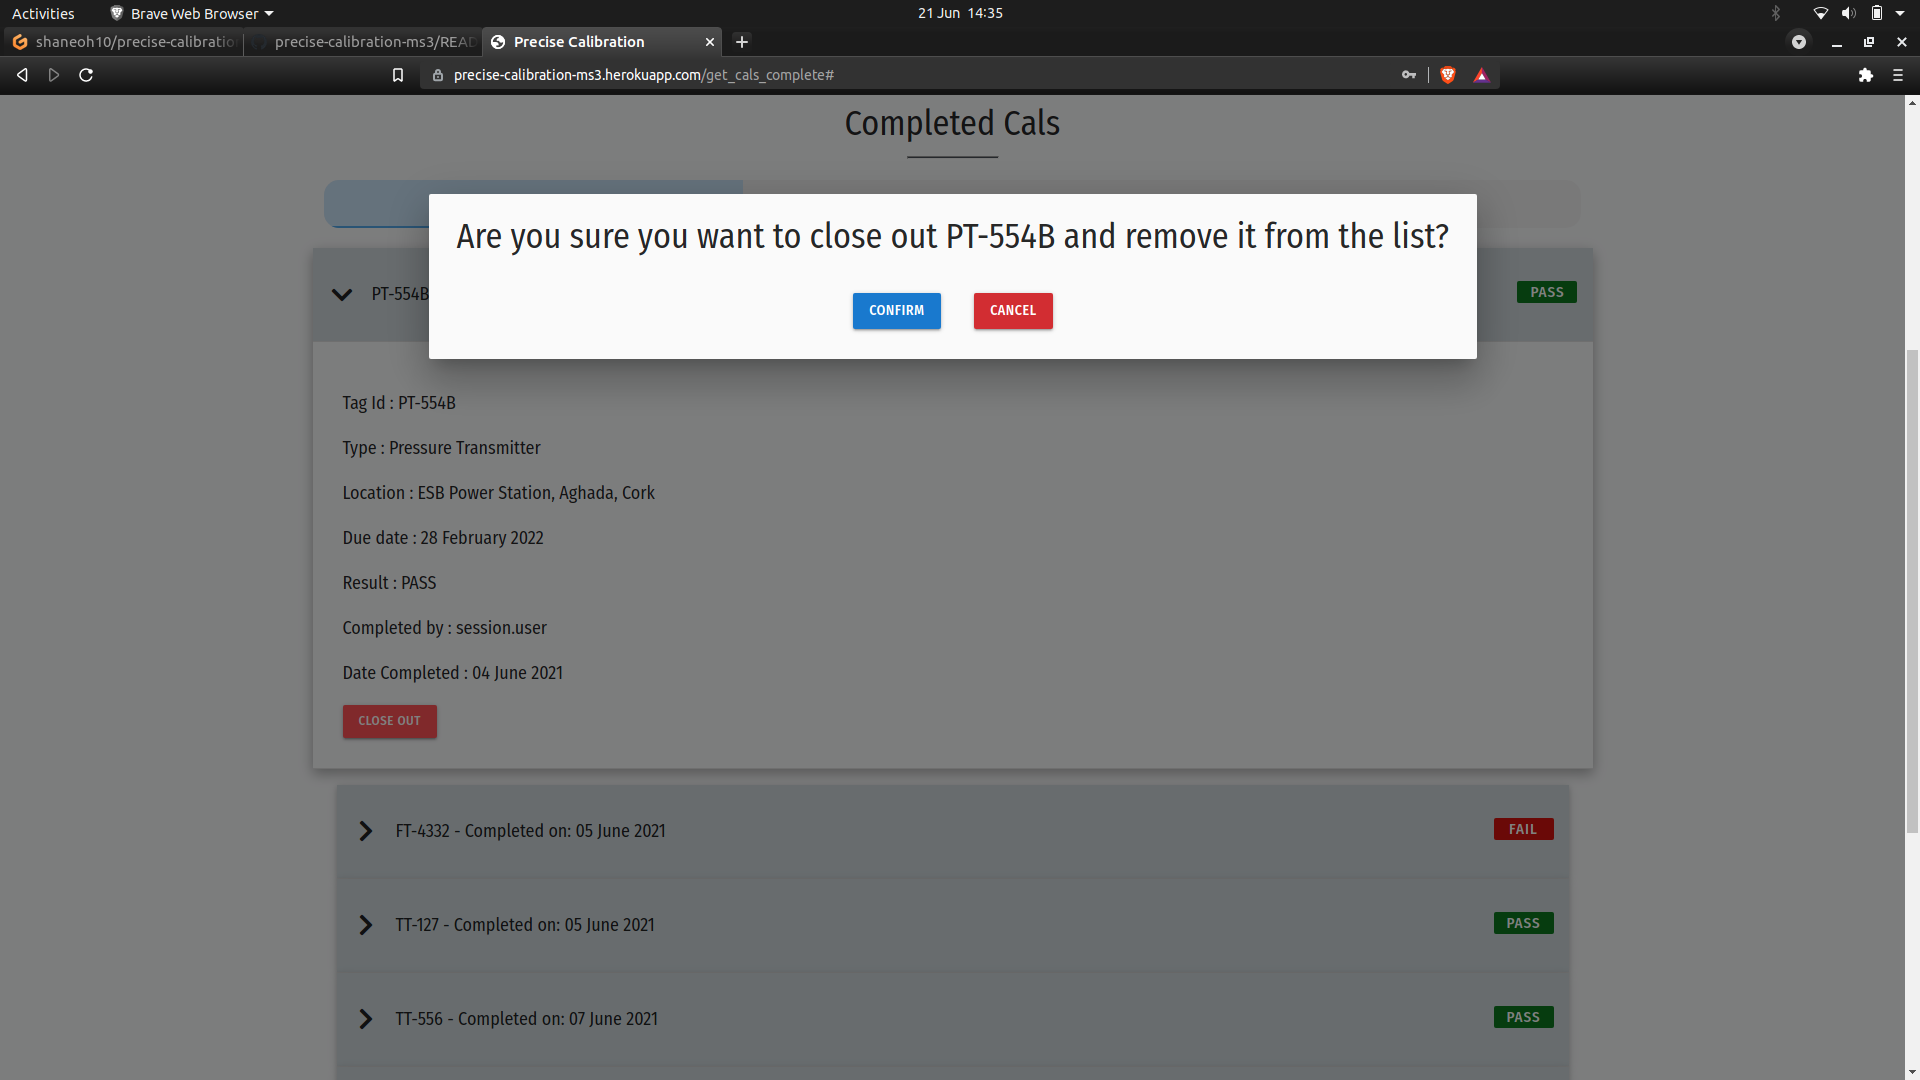 Activities
Brave Web Browser
21 Jun 14:35
shaneoh10/precise-calibratio
precise-calibration-ms3/READ
Precise Calibration
precise-calibration-ms3.herokuapp.com/get_cals_complete#
Completed Cals
Are you sure you want to close out PT-554B and remove it from the list?
CONFIRM
CANCEL
PT-554B
PASS
Tag Id : PT-554B
Type : Pressure Transmitter
Location : ESB Power Station, Aghada, Cork
Due date : 28 February 2022
Result : PASS
Completed by : session.user
Date Completed : 04 June 2021
CLOSE OUT
FT-4332 - Completed on: 05 June 2021
FAIL
TT-127 - Completed on: 05 June 2021
PASS
TT-556 - Completed on: 07 June 2021
PASS